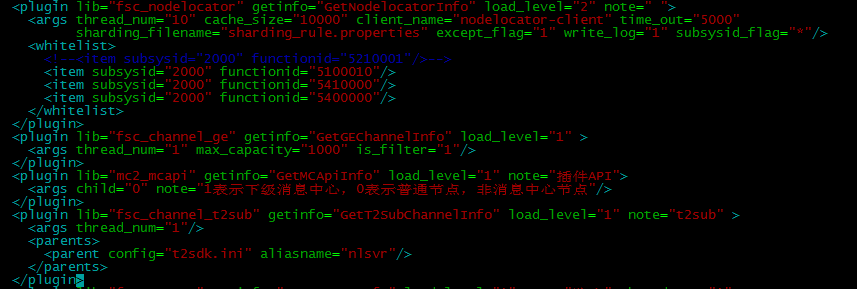 <plugin lib="fsc_nodelocator" getinfo="GetNodelocatorInfo" load_level="2" note=" ">
<args thread_num="10" cache_size="10000" client_name="nodelocator-client" time_out="5000"
sharding_filename="sharding_rule.properties" except_flag="1" write_log="1" subsysid_flag="*"/>
<whitelist>
<!--<item subsysid="2000" functionid="5210001"/>-->
<item subsysid="2000" functionid="5100010"/>
<item subsysid="2000" functionid="5410000"/>
<item subsysid="2000" functionid="5400000"/>
</whitelist>
</plugin>
<plugin lib="fsc_channel_ge" getinfo="GetGEChannelInfo" load_level="1" >
<args thread_num="1" max_capacity="1000" is_filter="1"/>
</plugin>
<plugin lib="mc2_mcapi" getinfo="GetMCApiInfo" load_level="1" note="插件API">
<args child="0" note="1表示下级消息中心，0表示普通节点，非消息中心节点"/>
</plugin>
<plugin lib="fsc_channel_t2sub" getinfo="GetT2SubChannelInfo" load_level="1" note="t2sub" >
<args thread_num="1"/>
<parents>
<parent config="t2sdk.ini" aliasname="nlsvr"/>
</parents>
</plugin>